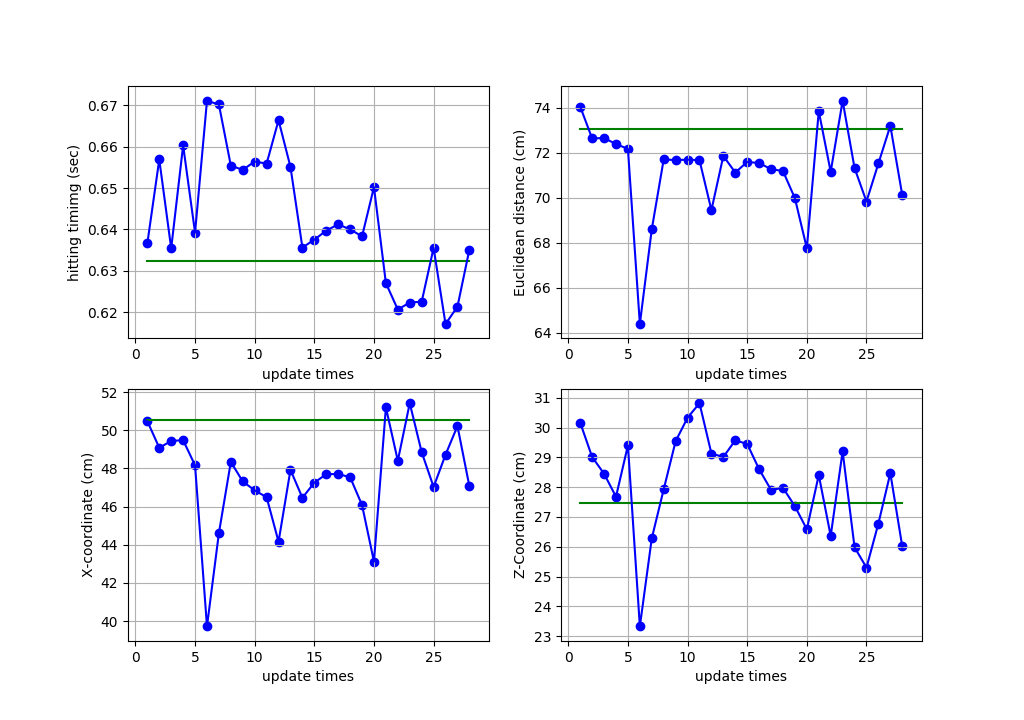 0.67
0.66
0.65
0.64
0.63
0.62
hitting timimg (sec)
0 5 10 15 20 25
update times
74
72
70
68
66
64
Euclidean distance (cm)
0 5 10 15 20 25
update times
52
50
48
46
44
42
40
X-coordinate (cm)
0 5 10 15 20 25
update times
31
30
29
28
27
26
25
24
23
Z-Coordinate (cm)
0 5 10 15 20 25
update times